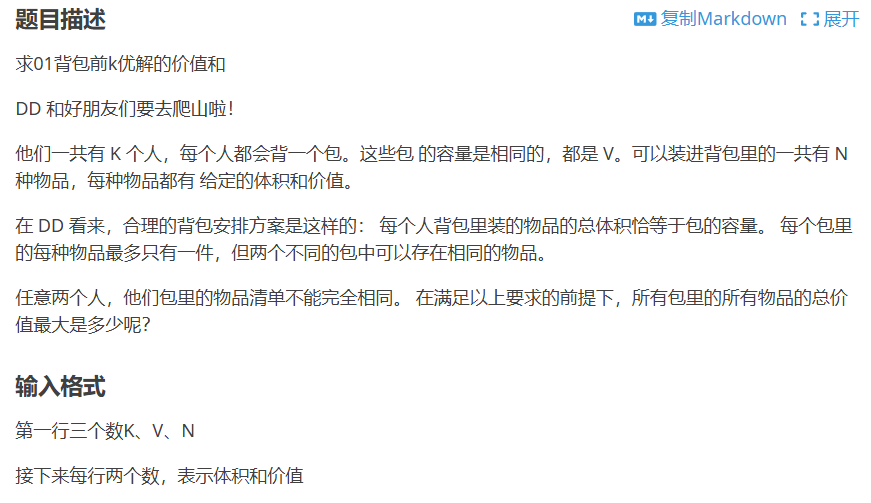 题目描述
复制Markdown 展开
求01背包前k优解的价值和
DD 和好朋友们要去爬山啦！
他们一共有 K 个人，每个人都会背一个包。这些包 的容量是相同的，都是 V。可以装进背包里的一共有 N
种物品，每种物品都有 给定的体积和价值。
在 DD 看来，合理的背包安排方案是这样的： 每个人背包里装的物品的总体积恰等于包的容量。 每个包里
的每种物品最多只有一件，但两个不同的包中可以存在相同的物品。
任意两个人，他们包里的物品清单不能完全相同。 在满足以上要求的前提下，所有包里的所有物品的总价
值最大是多少呢？
输入格式
第一行三个数K、V、N
接下来每行两个数，表示体积和价值